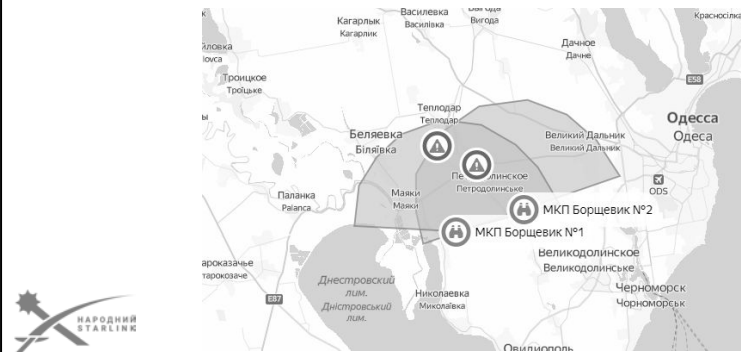 Василевка
Василівка
Вигода
Кагарлык
Кагарлик
Красносілка
Дачное
Дачне
Троицкое
Троїцьке
E58
Теплодар
Теплодар
Одесса
Одеса
Беляевка
Біляївка
Великий Дальник
Великий Дальник
Петродолинське
ODS
Паланка
Palanca
Маяки
Маяки
МКП Борщевик №2
МКП Борщевик №1
Великодолинское
Великодолинське
Днестровский
лим.
Дністровський
лим.
E87
Николаевка
Миколаївка
Черноморск
Чорноморськ
Овидиополь
НАРОДНИЙ
STARLINK